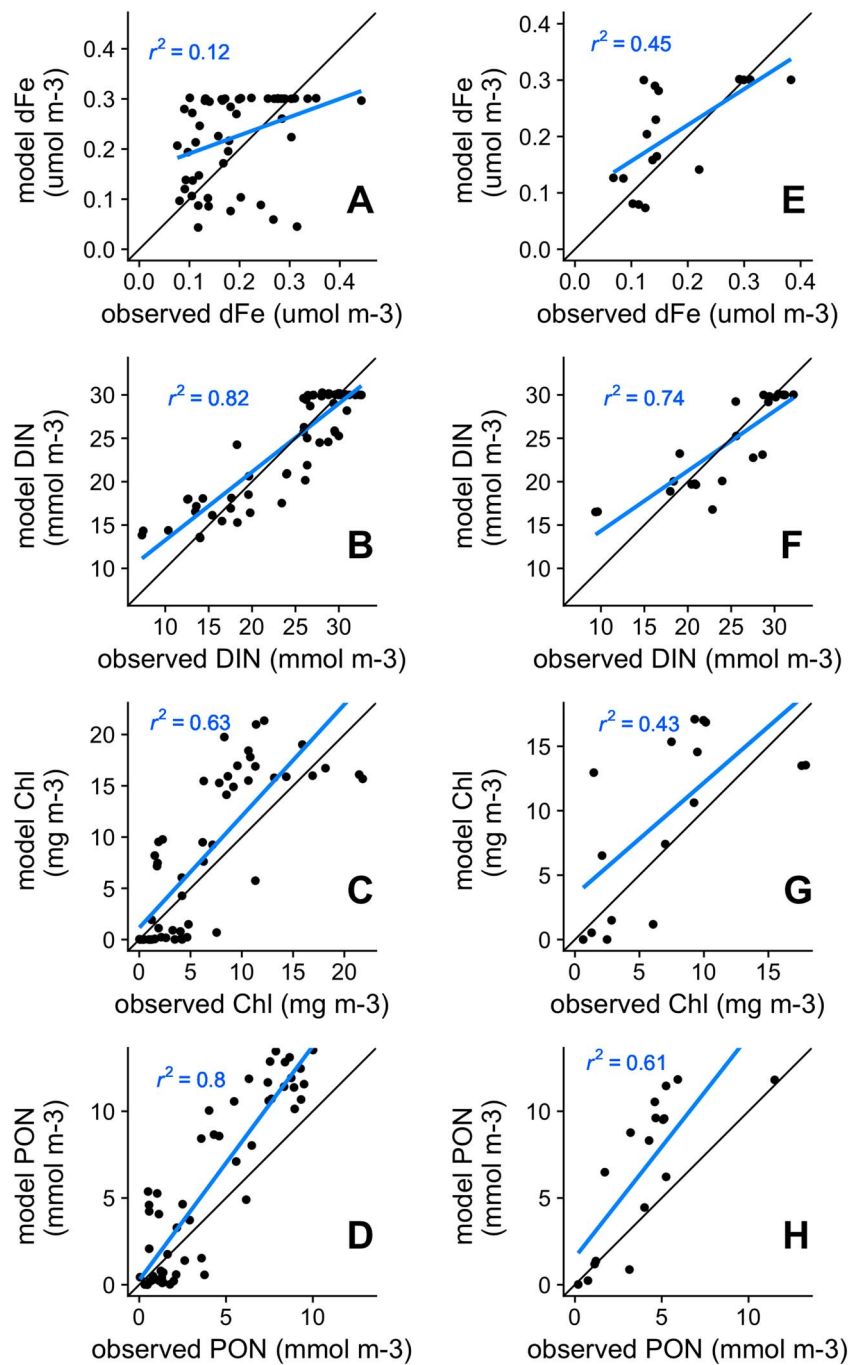 r² = 0.12
model dFe
(umol m-3)
0.4
0.3
0.2
0.1
0.0
A
0.0 0.1 0.2 0.3 0.4
observed dFe (umol m-3)
r² = 0.45
model dFe
(umol m-3)
0.4
0.3
0.2
0.1
0.0
E
0.0 0.1 0.2 0.3 0.4
observed dFe (umol m-3)
r² = 0.82
model DIN
(mmol m-3)
30
25
20
15
10
B
10 15 20 25 30
observed DIN (mmol m-3)
r² = 0.74
model DIN
(mmol m-3)
30
25
20
15
10
F
10 15 20 25 30
observed DIN (mmol m-3)
r² = 0.63
model Chl
(mg m-3)
20
15
10
5
0
C
0 5 10 15 20
observed Chl (mg m-3)
r² = 0.43
model Chl
(mg m-3)
15
10
5
0
G
0 5 10 15
observed Chl (mg m-3)
r² = 0.8
model PON
(mmol m-3)
10
5
0
D
0 5 10
observed PON (mmol m-3)
r² = 0.61
model PON
(mmol m-3)
10
5
0
H
0 5 10
observed PON (mmol m-3)